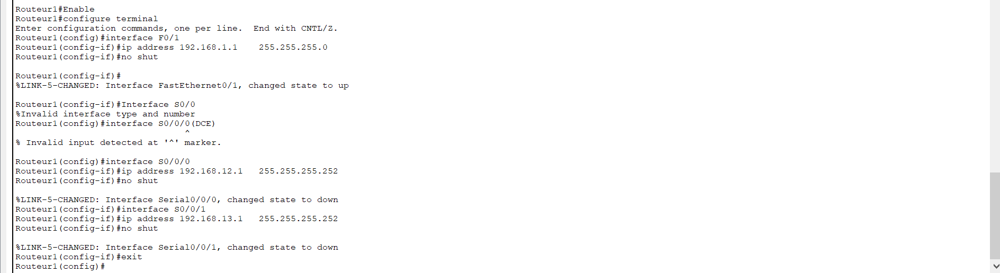 Routeur1#Enable
Routeur1#configure terminal
Enter configuration commands, one per line.  End with CNTL/Z.
Routeur1(config)#interface F0/1
Routeur1(config-if)#ip address 192.168.1.1    255.255.255.0
Routeur1(config-if)#no shut
Routeur1(config-if)#
%LINK-5-CHANGED: Interface FastEthernet0/1, changed state to up
Routeur1(config-if)#Interface S0/0
%Invalid interface type and number
Routeur1(config)#interface S0/0/0(DCE)
^
% Invalid input detected at '^' marker.
Routeur1(config)#interface S0/0/0
Routeur1(config-if)#ip address 192.168.12.1   255.255.255.252
Routeur1(config-if)#no shut
%LINK-5-CHANGED: Interface Serial0/0/0, changed state to down
Routeur1(config-if)#interface S0/0/1
Routeur1(config-if)#ip address 192.168.13.1   255.255.255.252
Routeur1(config-if)#no shut
%LINK-5-CHANGED: Interface Serial0/0/1, changed state to down
Routeur1(config-if)#exit
Routeur1(config)#